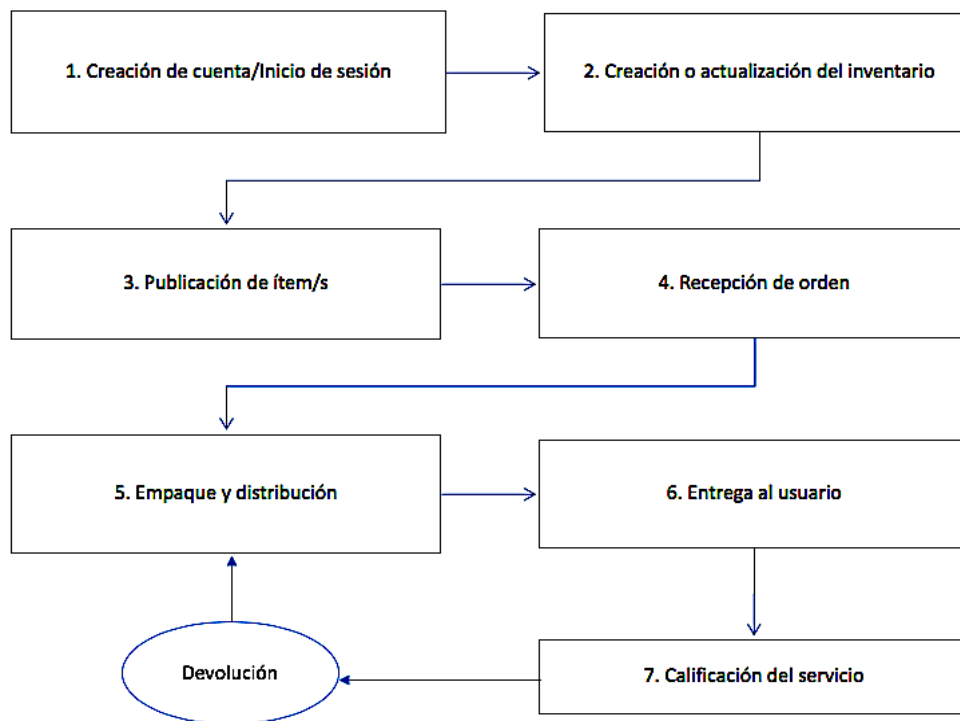 1. Creación de cuenta/Inicio de sesión
2. Creación o actualización del inventario
3. Publicación de ítem/s
4. Recepción de orden
5. Empaque y distribución
6. Entrega al usuario
Devolución
7. Calificación del servicio